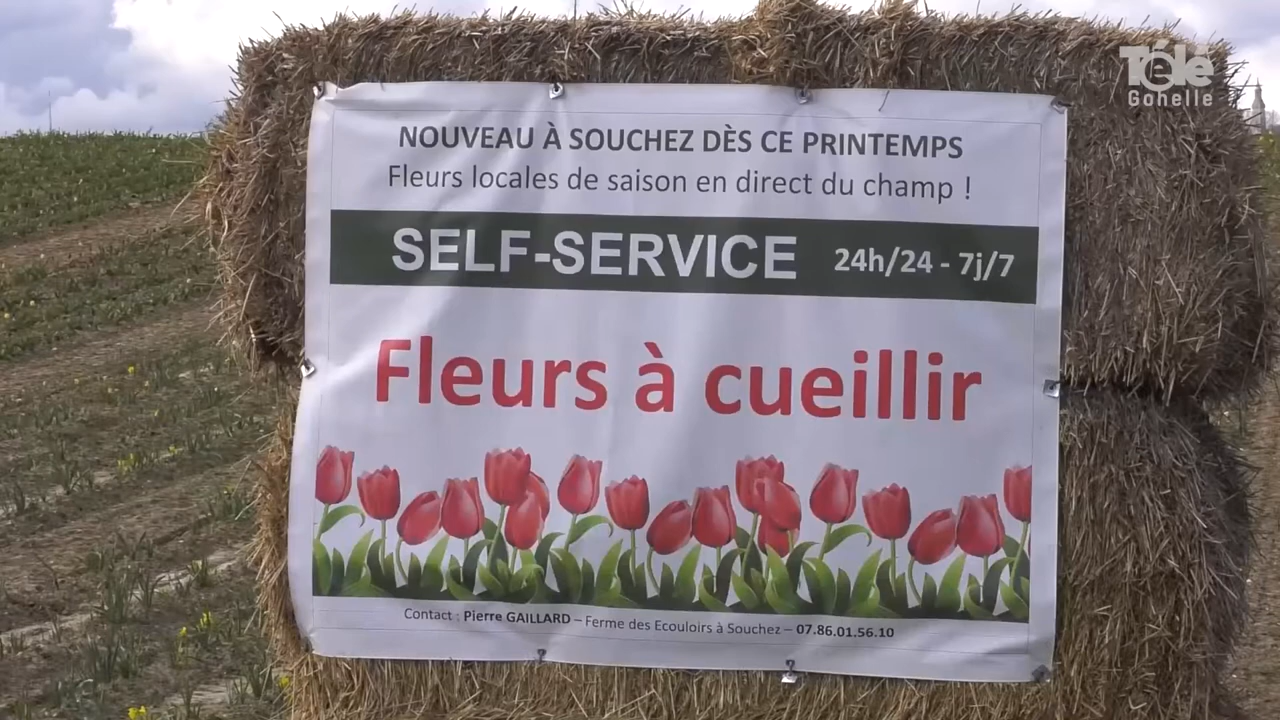 Télé
Gohelle
NOUVEAU À SOUCHEZ DÈS CE PRINTEMPS
Fleurs locales de saison en direct du champ !
SELF-SERVICE 24h/24 - 7j/7
Fleurs à cueillir
Contact : Pierre GAILLARD – Ferme des Ecouloirs à Souchez – 07.86.01.56.10